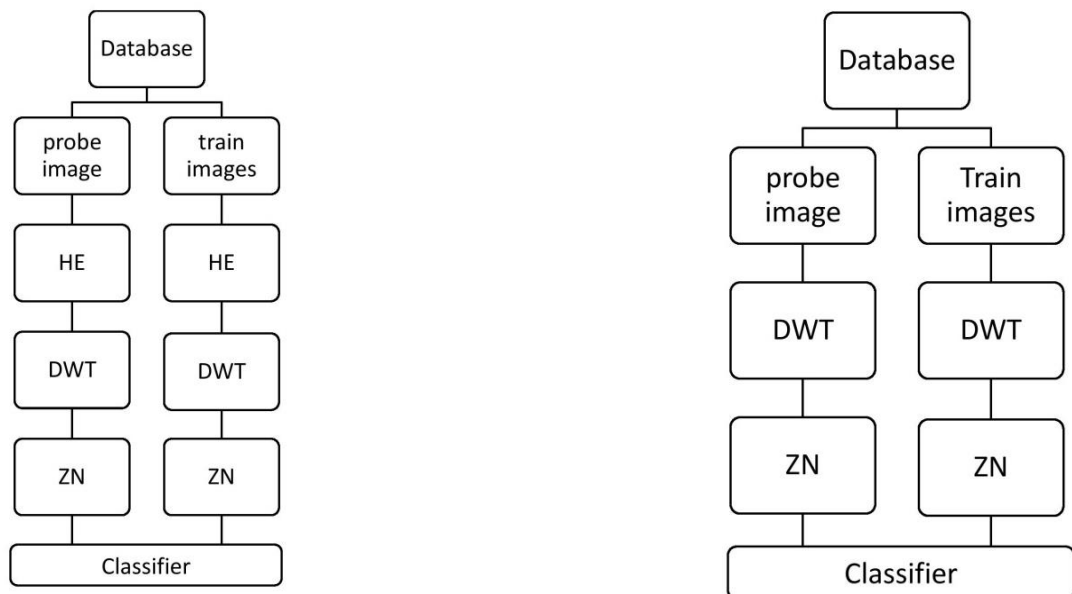 Database
probe
image
train
images
HE
HE
DWT
DWT
ZN
ZN
Classifier
Database
probe
image
Train
images
DWT
DWT
ZN
ZN
Classifier